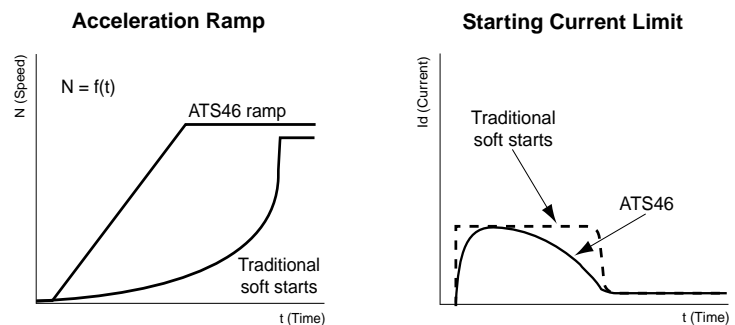 Acceleration Ramp
N (Speed)
N = f(t)
ATS46 ramp
Traditional
soft starts
t (Time)
Starting Current Limit
Id (Current)
Traditional
soft starts
ATS46
t (Time)